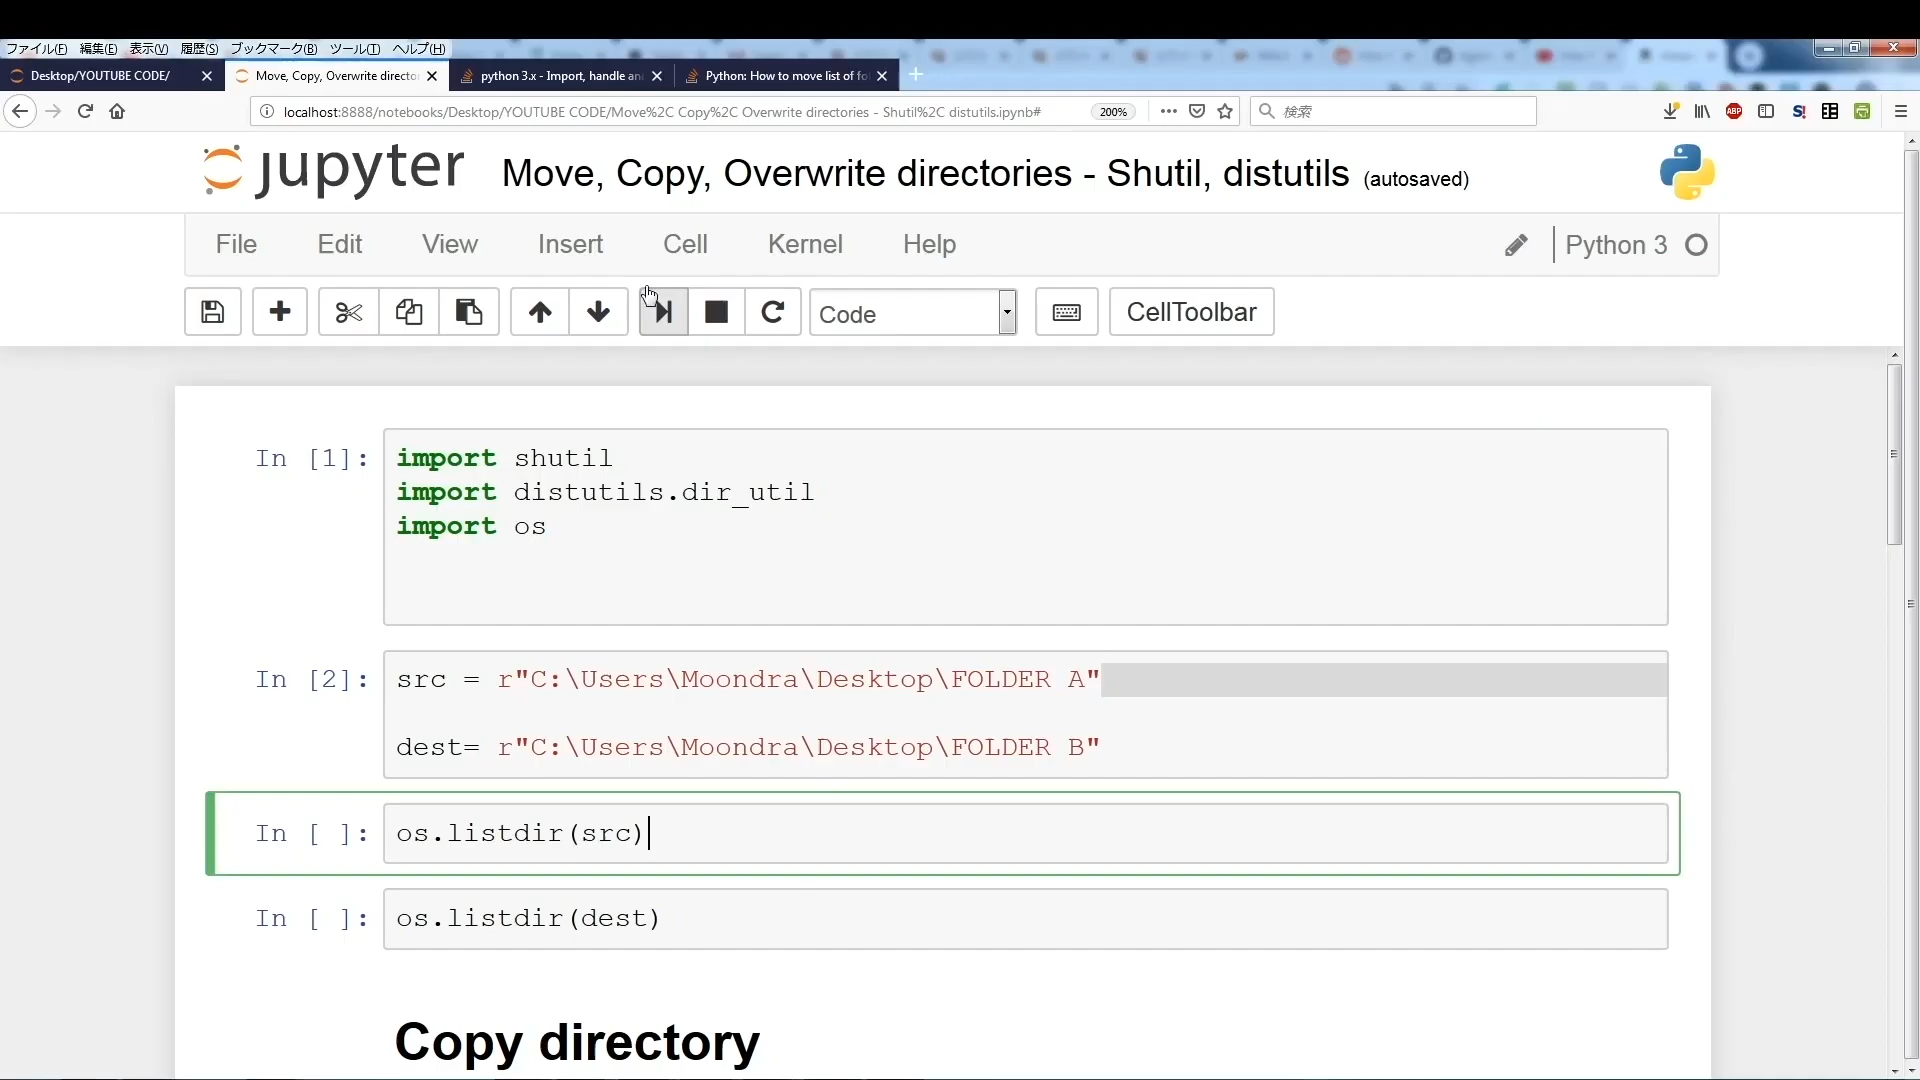 ファイル(F) 編集(E) 表示(V) 履歴(S) ブックマーク(B) ツール(T) ヘルプ(H)
Desktop/YOUTUBE CODE/
Move, Copy, Overwrite director
python 3.x - Import, handle an
Python: How to move list of fo
localhost:8888/notebooks/Desktop/YOUTUBE CODE/Move%2C Copy%2C Overwrite directories - Shutil%2C distutils.ipynb#
200%
検索
ABP
S!
jupyter
Move, Copy, Overwrite directories - Shutil, distutils (autosaved)
File Edit View Insert Cell Kernel Help
Python 3
Code
CellToolbar
In [1]:
import shutil
import distutils.dir_util
import os
In [2]:
src = r"C:\Users\Moondra\Desktop\FOLDER A"
dest= r"C:\Users\Moondra\Desktop\FOLDER B"
In [ ]:
os.listdir(src)
In [ ]:
os.listdir(dest)
Copy directory